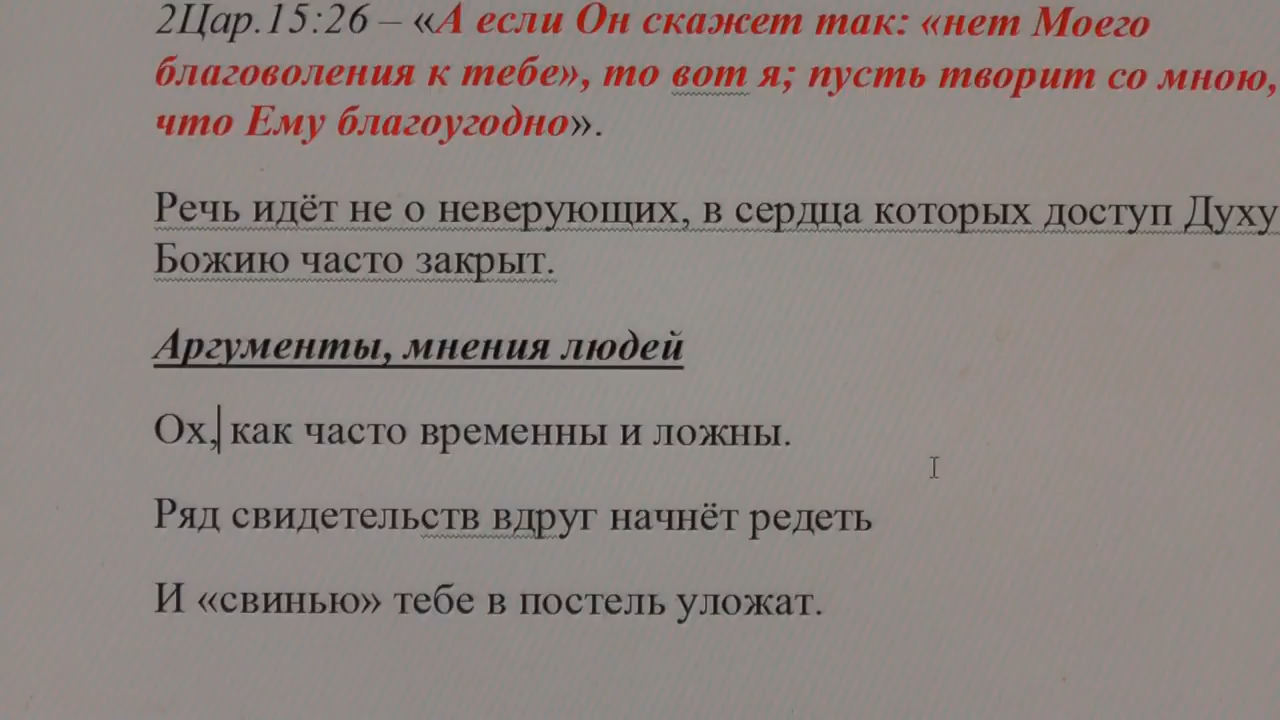 2Цар.15:26 – «А если Он скажет так: «нет Моего
благоволения к тебе», то вот я; пусть творит со мною,
что Ему благоугодно».
Речь идёт не о неверующих, в сердца которых доступ Духу
Божию часто закрыт.
Аргументы, мнения людей
Ох, как часто временны и ложны.
Ряд свидетельств вдруг начнёт редеть
И «свинью» тебе в постель уложат.